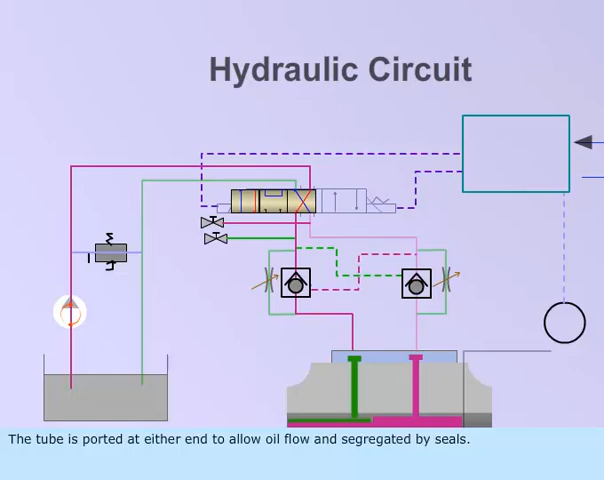 Hydraulic Circuit
The tube is ported at either end to allow oil flow and segregated by seals.